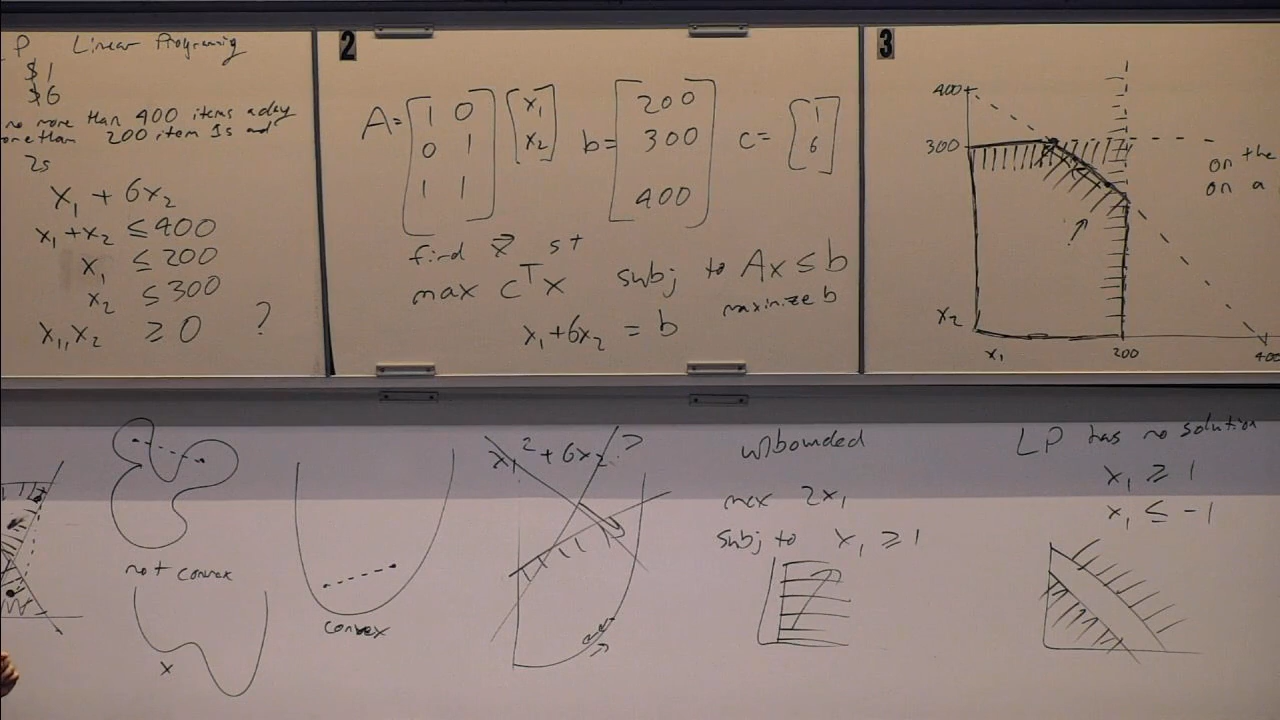 P Linear Programing
$1
$6
no more than 400 items a day
200 item 1s and
2s
x₁ + 6x₂
x₁+x₂ ≤ 400
x₁ ≤ 200
x₂ ≤ 300
x₁, x₂ ≥ 0 ?
2
A = [1 0] [x₁] b = [200] c = [1]
0 1 x₂ 300 6
1 1 400
find x⃗ st
max cᵀx subj to Ax ≤ b
maximize b
x₁+6x₂ = b
3
400
300
on the
on a
x₂
x₁ 200 400
not convex
x
convex
x₁² + 6x₂ ?
unbounded
max 2x₁
subj to x₁ ≥ 1
LP has no solution
x₁ ≥ 1
x₁ ≤ -1